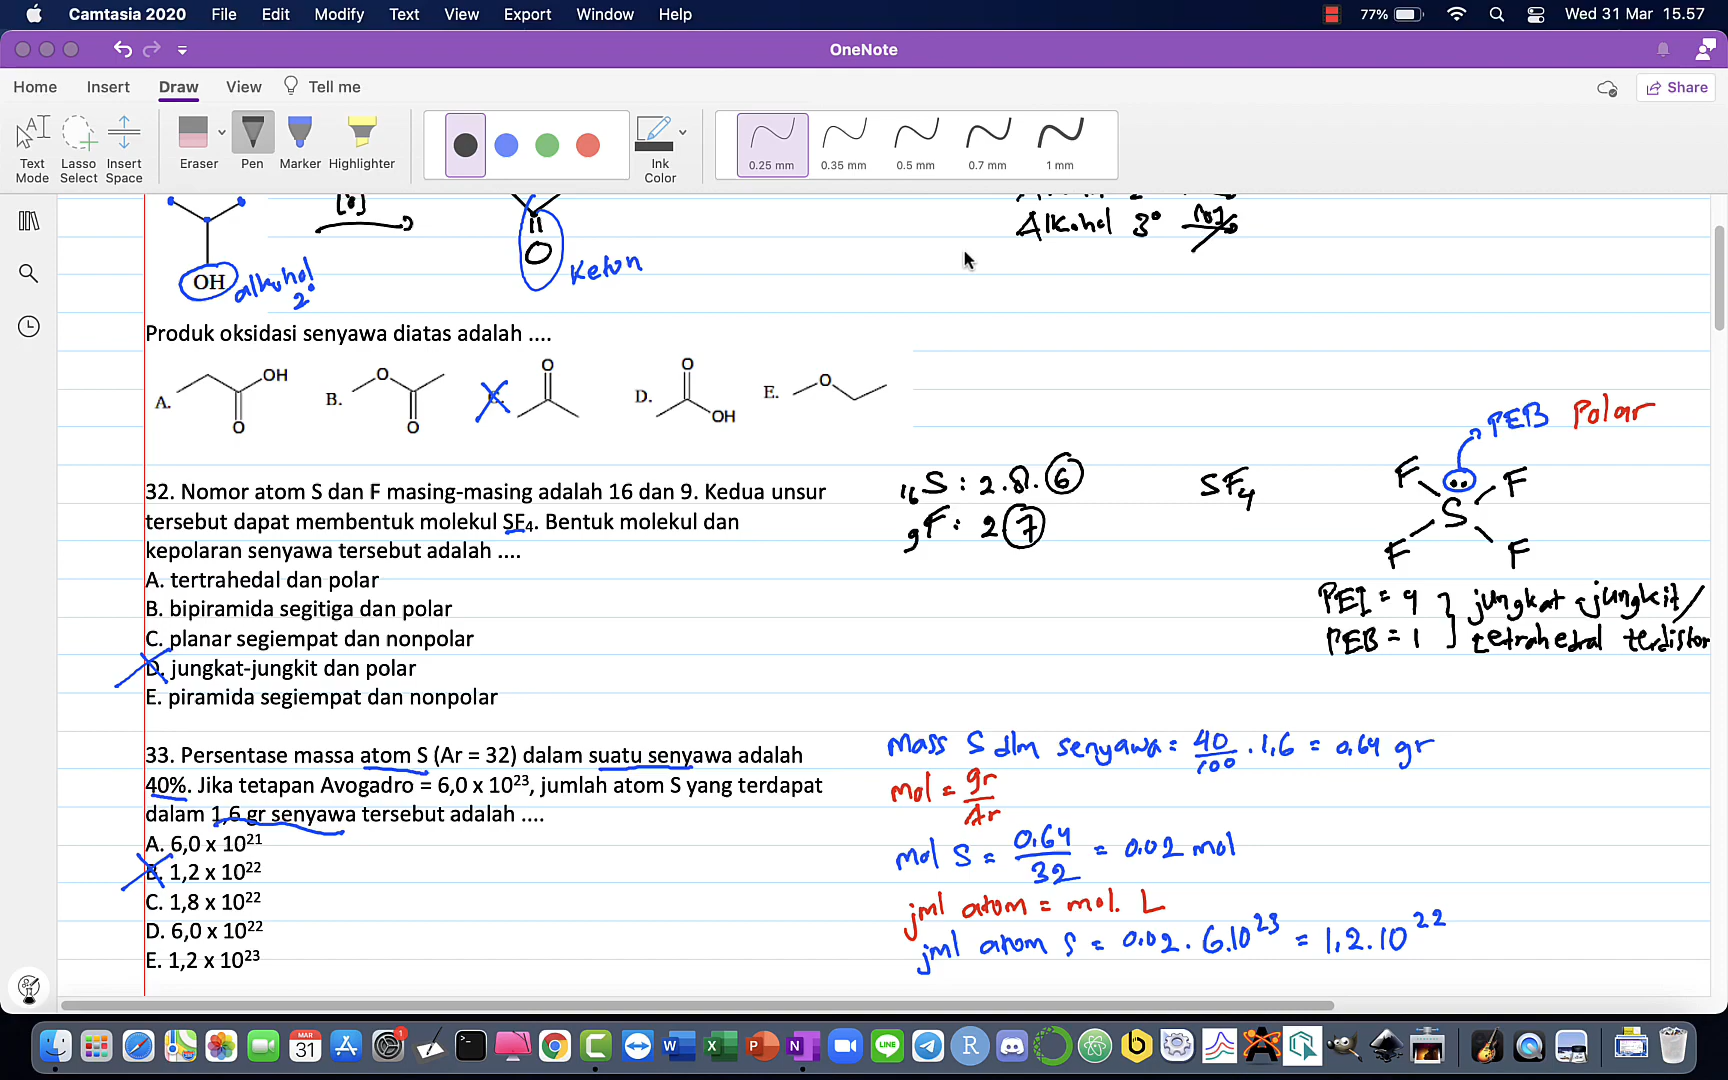 Camtasia 2020 File Edit Modify Text View Export Window Help 77% Wed 31 Mar 15.57
OneNote
Home Insert Draw View Tell me Share
Text Mode Lasso Select Insert Space Eraser Pen Marker Highlighter Ink Color 0.25 mm 0.35 mm 0.5 mm 0.7 mm 1 mm
Alkohol 3°
OH alkohol 2°
O Keton
Produk oksidasi senyawa diatas adalah ....
A. OH O
B. O O
O
D. O OH
E. O
32. Nomor atom S dan F masing-masing adalah 16 dan 9. Kedua unsur
tersebut dapat membentuk molekul SF4. Bentuk molekul dan
kepolaran senyawa tersebut adalah ....
A. tertrahedal dan polar
B. bipiramida segitiga dan polar
C. planar segiempat dan nonpolar
D. jungkat-jungkit dan polar
E. piramida segiempat dan nonpolar
16S : 2.8.6
9F : 2 7
SF4
PEB Polar
F F
S
F F
PEI = 4 } jungkat-jungkit/
PEB = 1 tetrahedral terdistor
33. Persentase massa atom S (Ar = 32) dalam suatu senyawa adalah
40%. Jika tetapan Avogadro = 6,0 x 10²³, jumlah atom S yang terdapat
dalam 1,6 gr senyawa tersebut adalah ....
A. 6,0 x 10²¹
B. 1,2 x 10²²
C. 1,8 x 10²²
D. 6,0 x 10²²
E. 1,2 x 10²³
Mass S dlm senyawa = 40/100 . 1,6 = 0,64 gr
mol = gr/Ar
mol S = 0,64/32 = 0.02 mol
jml atom = mol. L
jml atom S = 0.02 . 6.10²³ = 1,2.10²²
MAR
31
1
LINE
R